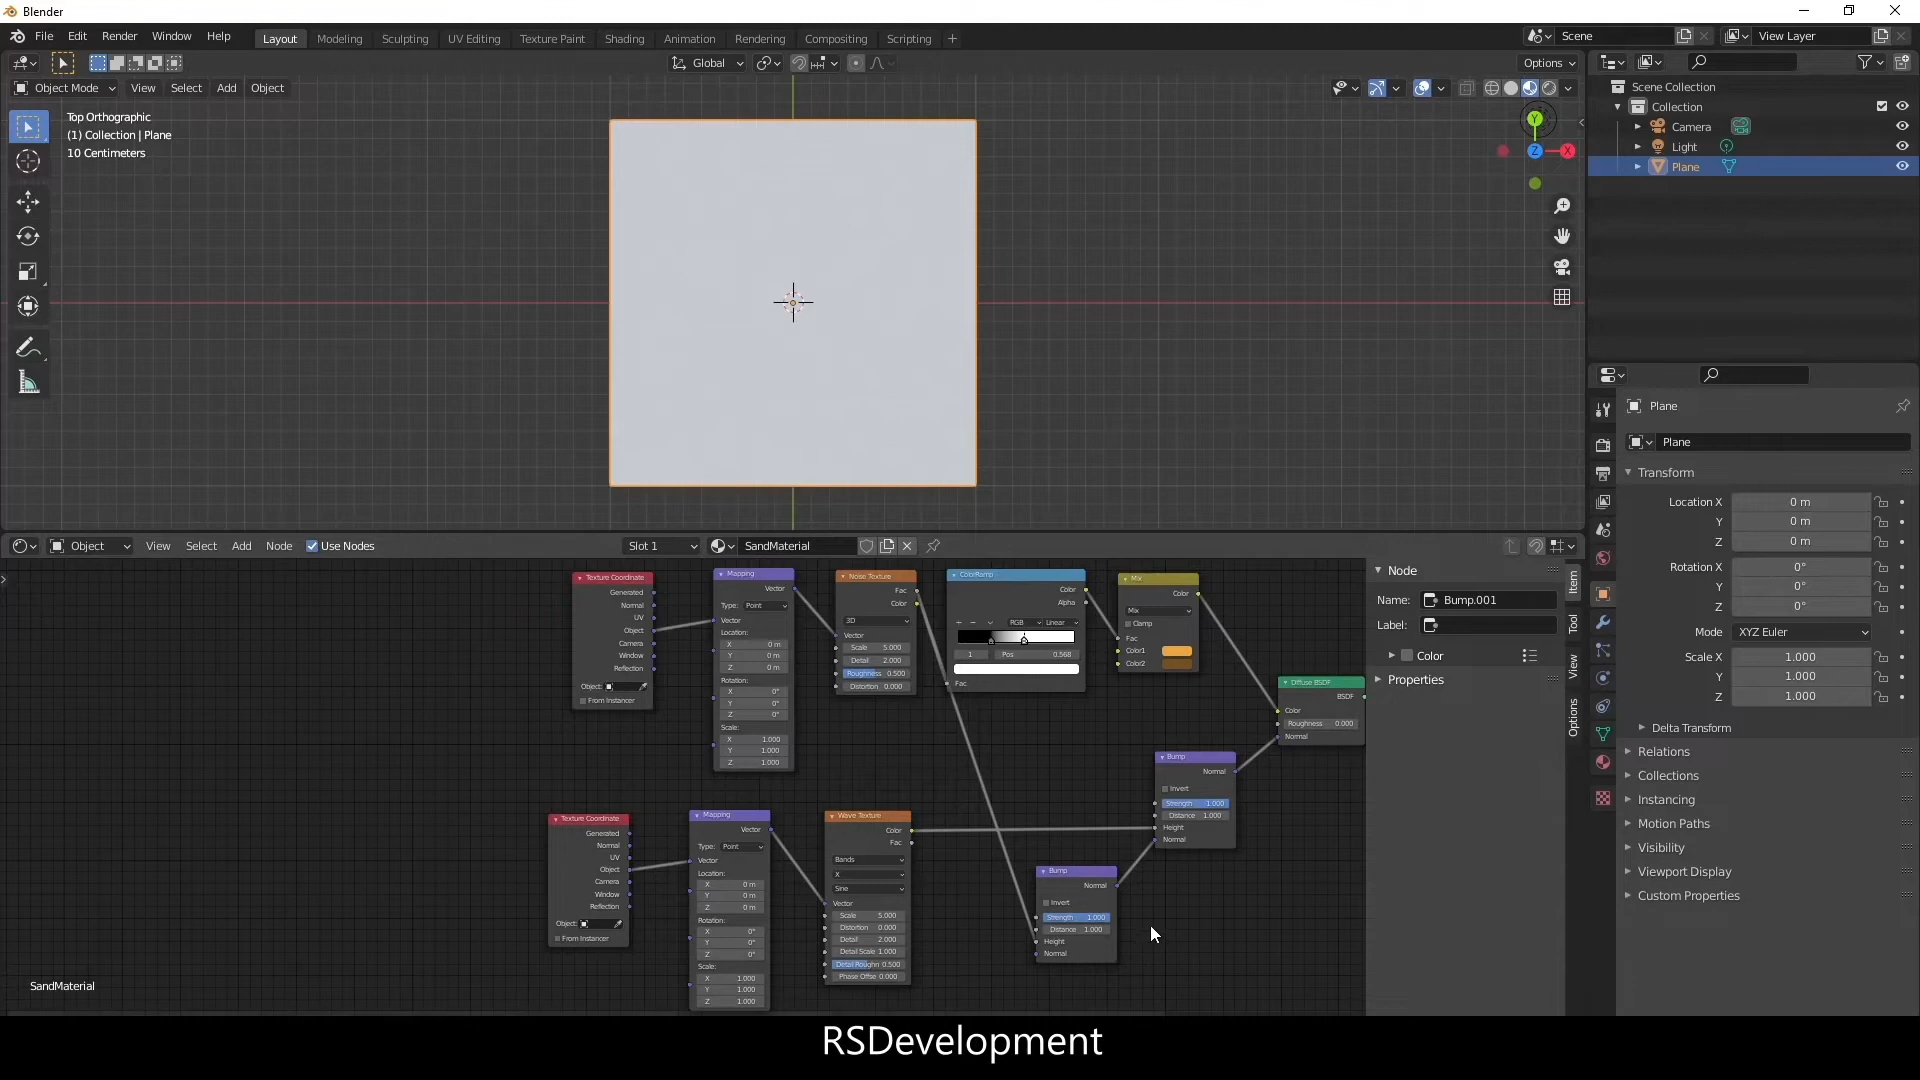 Blender
File Edit Render Window Help
Layout Modeling Sculpting UV Editing Texture Paint Shading Animation Rendering Compositing Scripting +
Scene
View Layer
Global
Options
Object Mode View Select Add Object
Top Orthographic
(1) Collection | Plane
10 Centimeters
Y
Z X
Scene Collection
Collection
Camera
Light
Plane
Plane
Plane
Transform
Location X 0 m
Y 0 m
Z 0 m
Rotation X 0°
Y 0°
Z 0°
Mode XYZ Euler
Scale X 1.000
Y 1.000
Z 1.000
Delta Transform
Relations
Collections
Instancing
Motion Paths
Visibility
Viewport Display
Custom Properties
Object View Select Add Node Use Nodes Slot 1 SandMaterial
Texture Coordinate
Generated
Normal
UV
Object
Camera
Window
Reflection
Object:
From Instancer
Mapping
Vector
Type: Point
Vector
Location:
X 0 m
Y 0 m
Z 0 m
Rotation:
X 0°
Y 0°
Z 0°
Scale:
X 1.000
Y 1.000
Z 1.000
Noise Texture
Fac
Color
3D
Vector
Scale 5.000
Detail 2.000
Roughness 0.500
Distortion 0.000
ColorRamp
Color
Alpha
RGB Linear
1 Pos 0.568
Fac
Mix
Color
Mix
Clamp
Fac
Color1
Color2
Diffuse BSDF
BSDF
Color
Roughness 0.000
Normal
Bump
Normal
Invert
Strength -1.000
Distance 1.000
Height
Normal
Texture Coordinate
Generated
Normal
UV
Object
Camera
Window
Reflection
Object:
From Instancer
Mapping
Vector
Type: Point
Vector
Location:
X 0 m
Y 0 m
Z 0 m
Rotation:
X 0°
Y 0°
Z 0°
Scale:
X 1.000
Y 1.000
Z 1.000
Wave Texture
Color
Fac
Bands
X
Sine
Vector
Scale 5.000
Distortion 0.000
Detail 2.000
Detail Scale 1.000
Detail Roughn 0.500
Phase Offse 0.000
Bump
Normal
Invert
Strength 1.000
Distance 1.000
Height
Normal
Node
Name: Bump.001
Label:
Color
Properties
Item
Tool
View
Options
SandMaterial
RSDevelopment